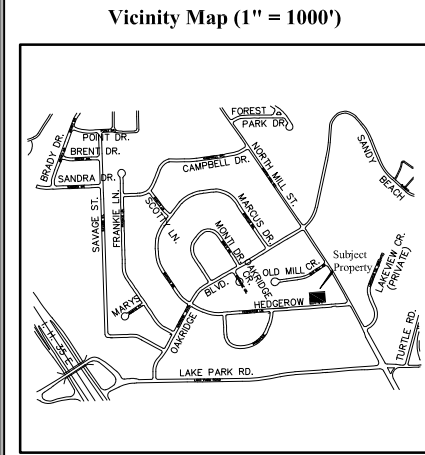 Vicinity Map (1" = 1000')
FOREST
PARK DR.
POINT DR.
BRENT DR.
BRADY DR.
SANDRA DR.
CAMPBELL DR.
NORTH MILL ST.
SANDY
BEACH
SAVAGE ST.
FRANKIE LN.
SCOTT LN.
MARCUS DR.
MONTI DR.
OAKRIDGE CR.
OLD MILL CR.
Subject
Property
LAKEVIEW CR.
(PRIVATE)
BLVD.
HEDGEROW
MARYS
OAKRIDGE
I. H. 35 E
TURTLE RD.
LAKE PARK RD.